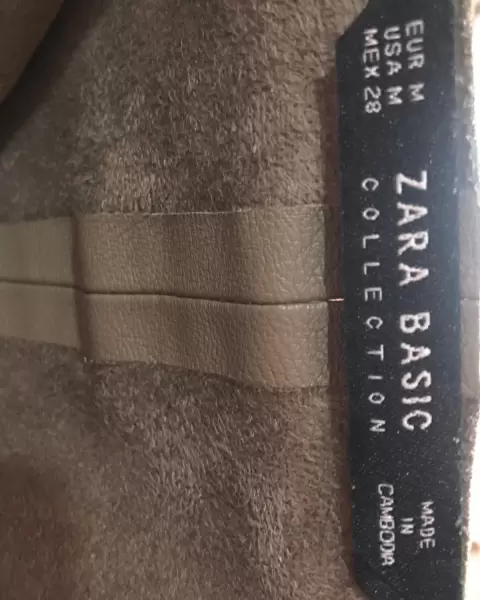 EUR M
USA M
MEX 28
ZARA BASIC
COLLECTION
MADE
IN
CAMBODIA